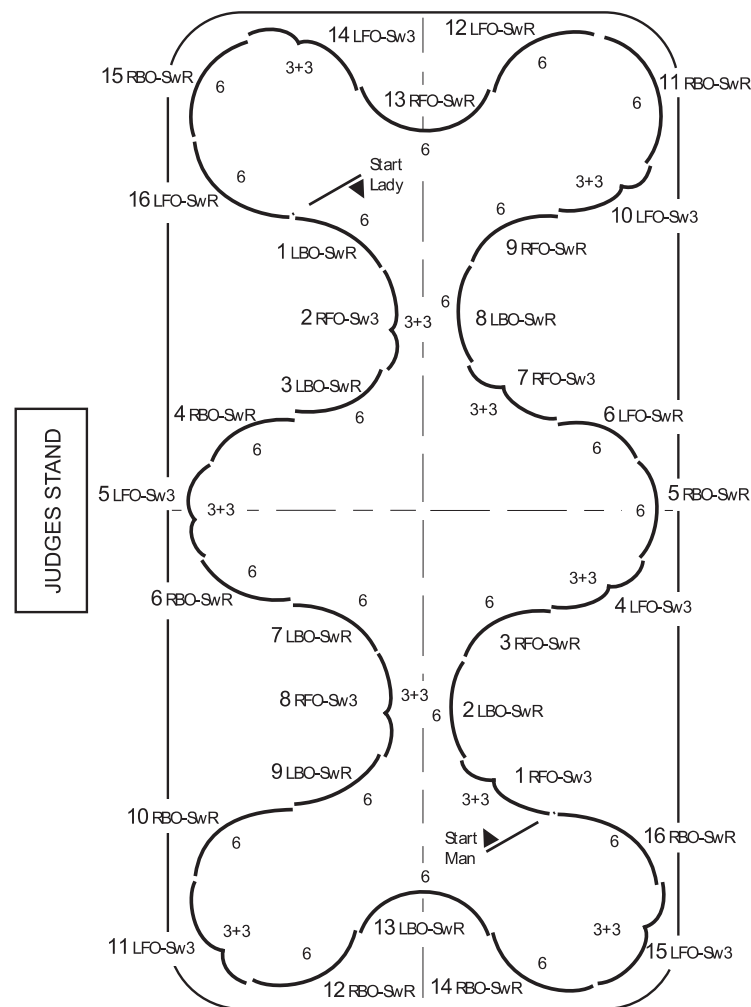 14 LFO-Sw3
12 LFO-SwR
15 RBO-SwR
3+3
6
6
6
11 RBO-SwR
13 RFO-SwR
6
6
Start
Lady
3+3
16 LFO-SwR
6
6
10 LFO-Sw3
1 LBO-SwR
9 RFO-SwR
6
2 RFO-Sw3
3+3
8 LBO-SwR
3 LBO-SwR
7 RFO-Sw3
3+3
4 RBO-SwR
6
6 LFO-SwR
6
6
5 LFO-Sw3
5 RBO-SwR
3+3
6
JUDGES STAND
6
3+3
6 RBO-SwR
6
6
4 LFO-Sw3
7 LBO-SwR
3 RFO-SwR
8 RFO-Sw3
3+3
6
2 LBO-SwR
9 LBO-SwR
1 RFO-Sw3
6
3+3
10 RBO-SwR
6
Start
Man
6
16 RBO-SwR
6
3+3
13 LBO-SwR
3+3
11 LFO-Sw3
6
6
15 LFO-Sw3
12 RBO-SwR
14 RBO-SwR